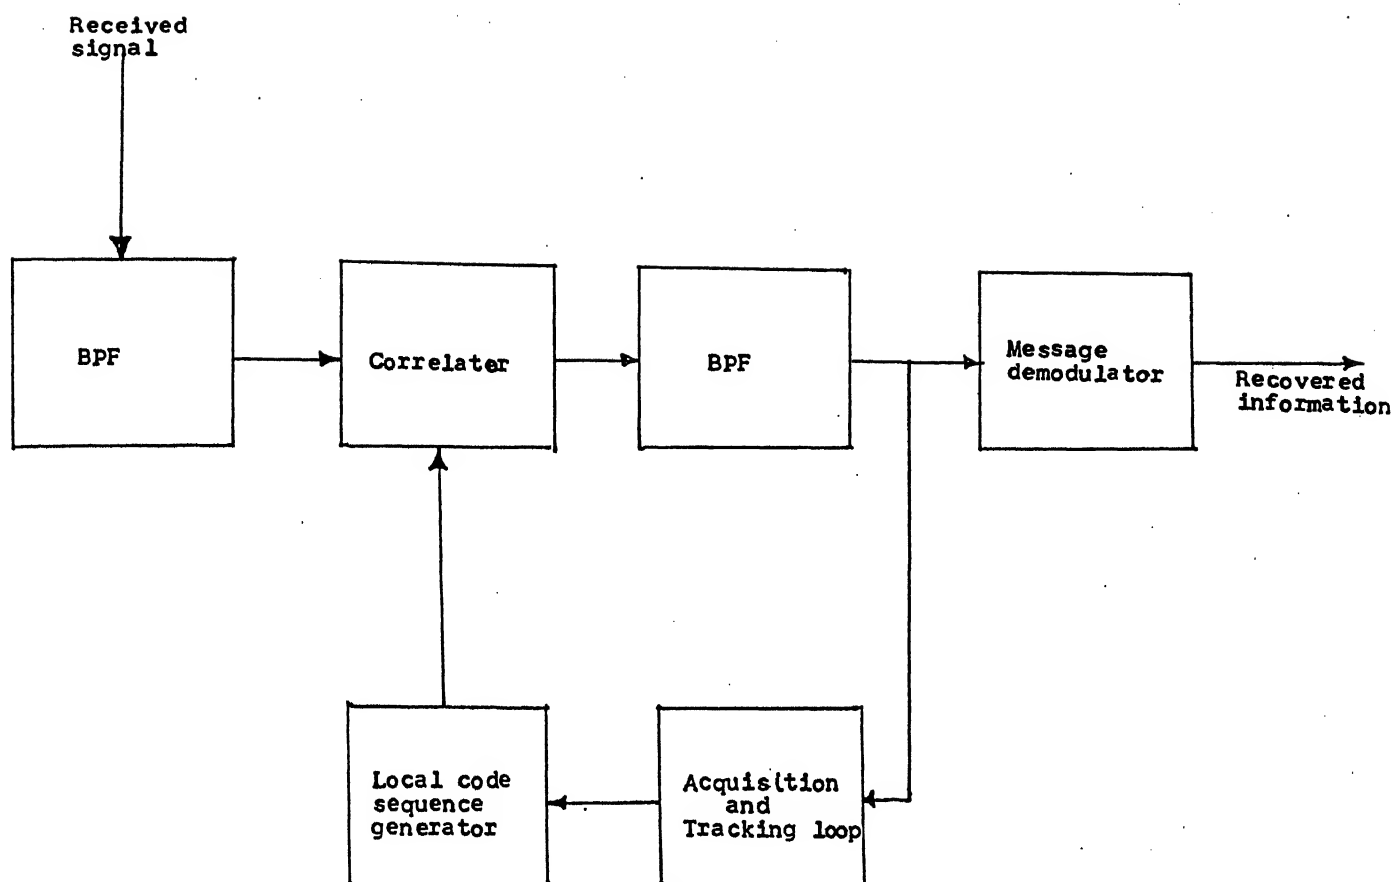 Received
signal
BPF
Correlater
BPF
Message
demodulator
Recovered
information
Local code
sequence
generator
Acquisition
and
Tracking loop